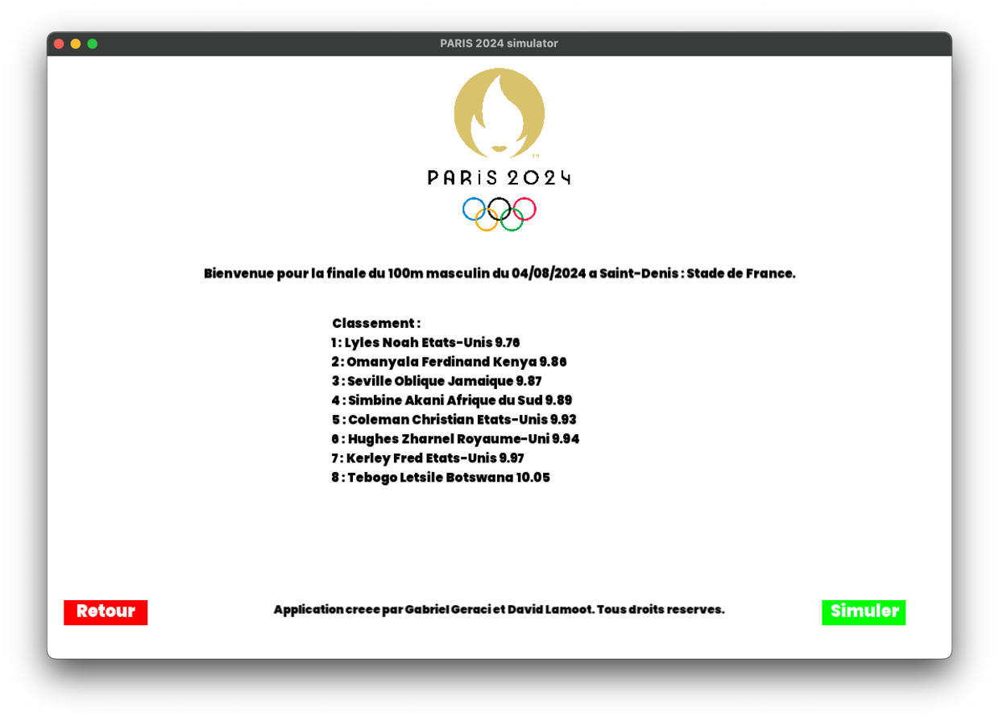 PARIS 2024 simulator
TM
PARiS 2024
Bienvenue pour la finale du 100m masculin du 04/08/2024 a Saint-Denis : Stade de France.
Classement :
1 : Lyles Noah Etats-Unis 9.76
2 : Omanyala Ferdinand Kenya 9.86
3 : Seville Oblique Jamaique 9.87
4 : Simbine Akani Afrique du Sud 9.89
5 : Coleman Christian Etats-Unis 9.93
6 : Hughes Zharnel Royaume-Uni 9.94
7 : Kerley Fred Etats-Unis 9.97
8 : Tebogo Letsile Botswana 10.05
Retour
Application creee par Gabriel Geraci et David Lamoot. Tous droits reserves.
Simuler